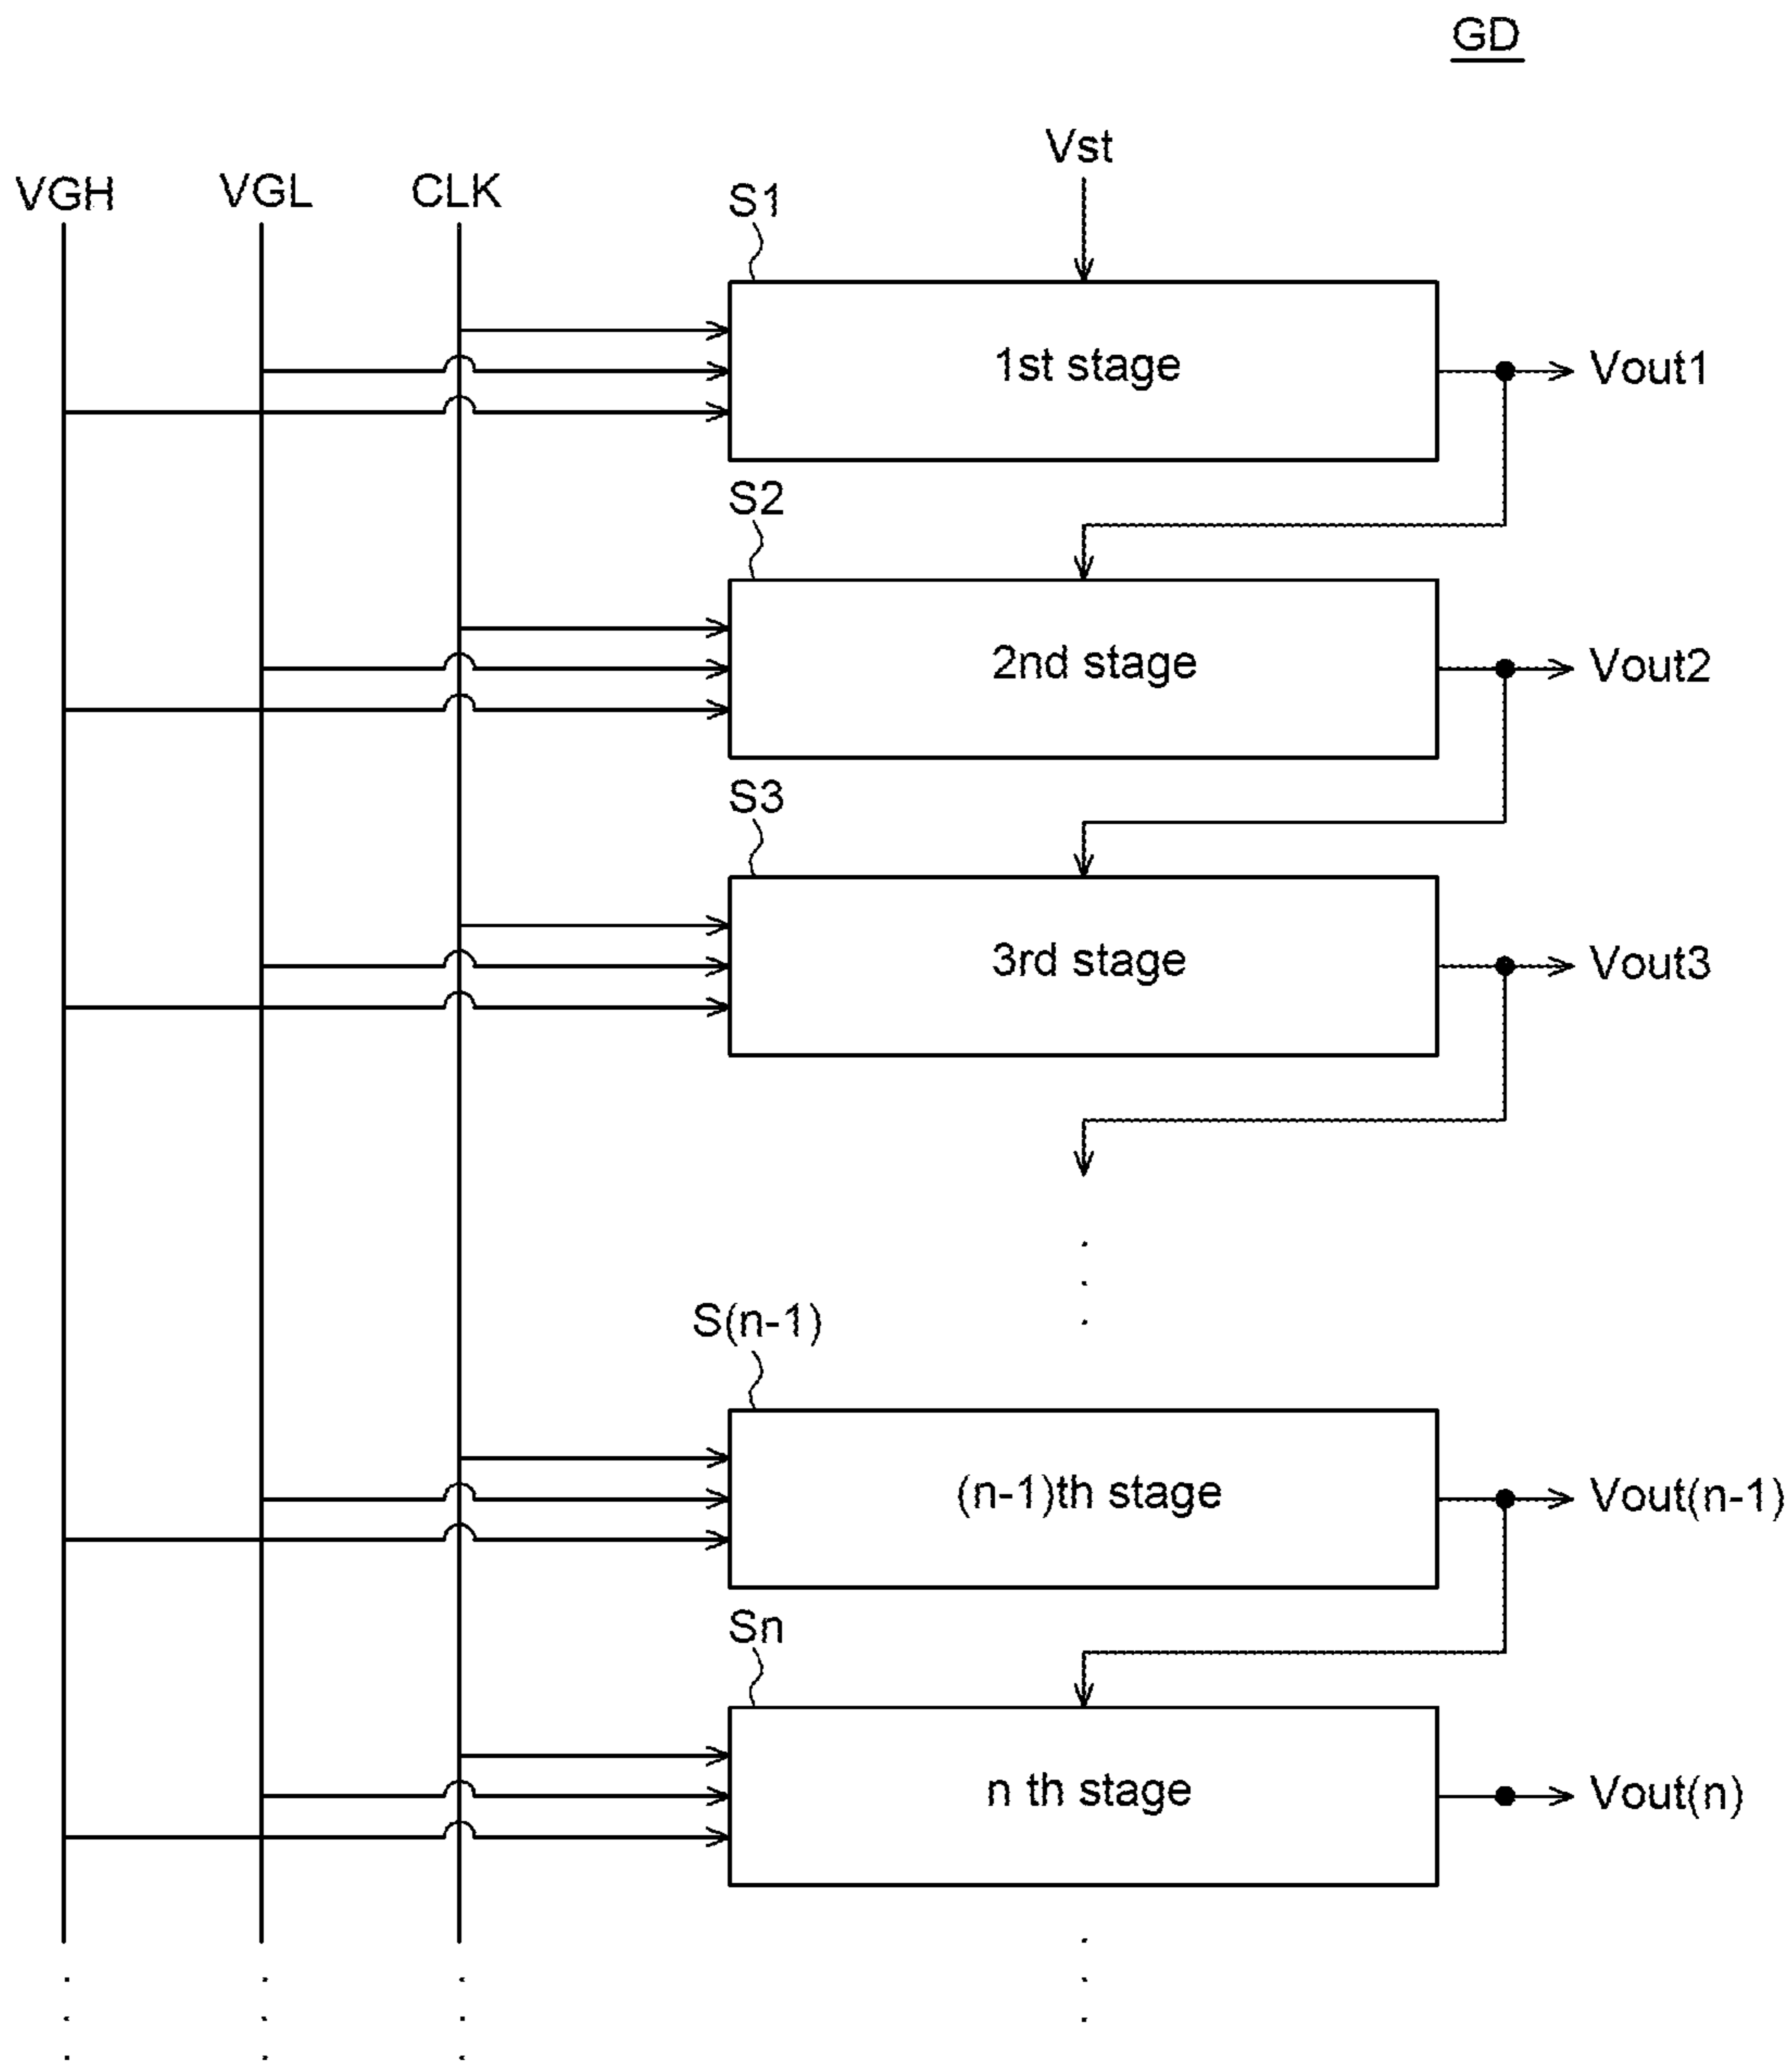 GD
Vst
VGH VGL CLK
S1
1st stage
Vout1
S2
2nd stage
Vout2
S3
3rd stage
Vout3
S(n-1)
(n-1)th stage
Vout(n-1)
Sn
n th stage
Vout(n)